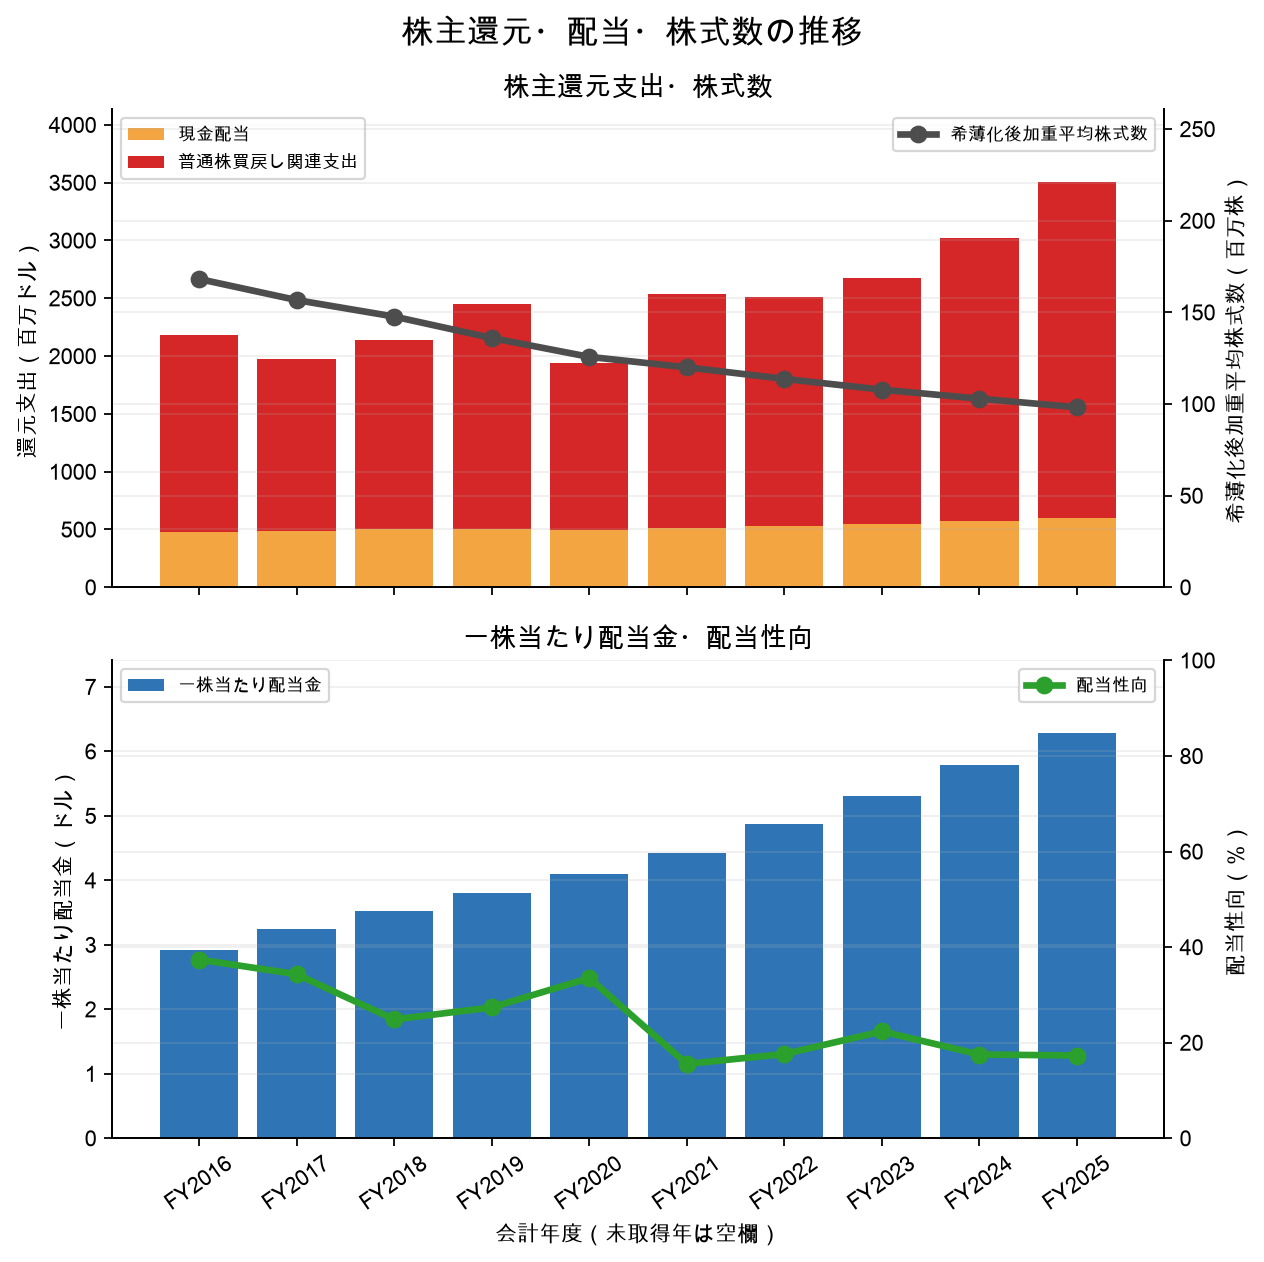 株主還元・配当・株式数の推移
株主還元支出・株式数
現金配当
普通株買戻し関連支出
希薄化後加重平均株式数
4000
3500
3000
2500
2000
1500
1000
500
0
還元支出(百万ドル)
250
200
150
100
50
0
希薄化後加重平均株式数(百万株)
一株当たり配当金・配当性向
一株当たり配当金
配当性向
7
6
5
4
3
2
1
0
一株当たり配当金(ドル)
100
80
60
40
20
0
配当性向(%)
FY2016 FY2017 FY2018 FY2019 FY2020 FY2021 FY2022 FY2023 FY2024 FY2025
会計年度(未取得年は空欄)